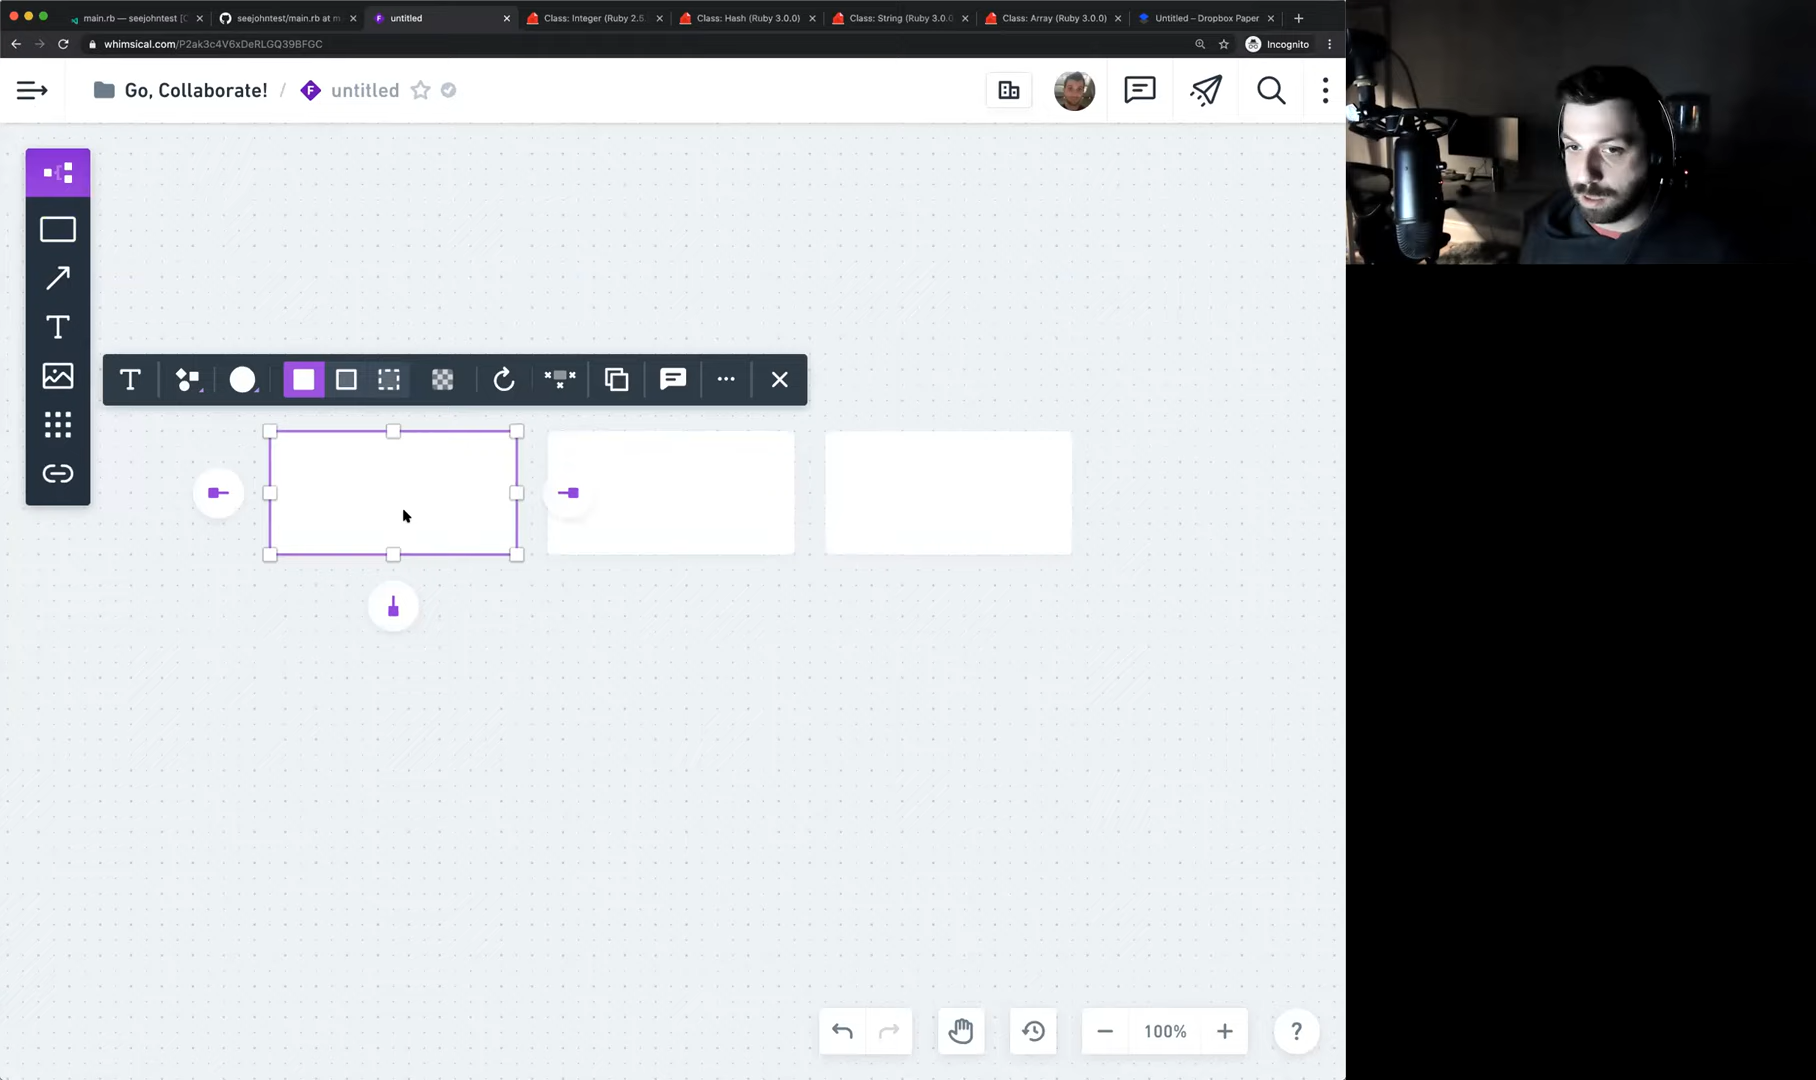 main.rb — seejohntest [C
seejohntest/main.rb at m
untitled
Class: Integer (Ruby 2.6.
Class: Hash (Ruby 3.0.0)
Class: String (Ruby 3.0.0
Class: Array (Ruby 3.0.0)
Untitled – Dropbox Paper
whimsical.com/P2ak3c4V6xDeRLGQ39BFGC
Incognito
Go, Collaborate! / F untitled
T
T
100%
?